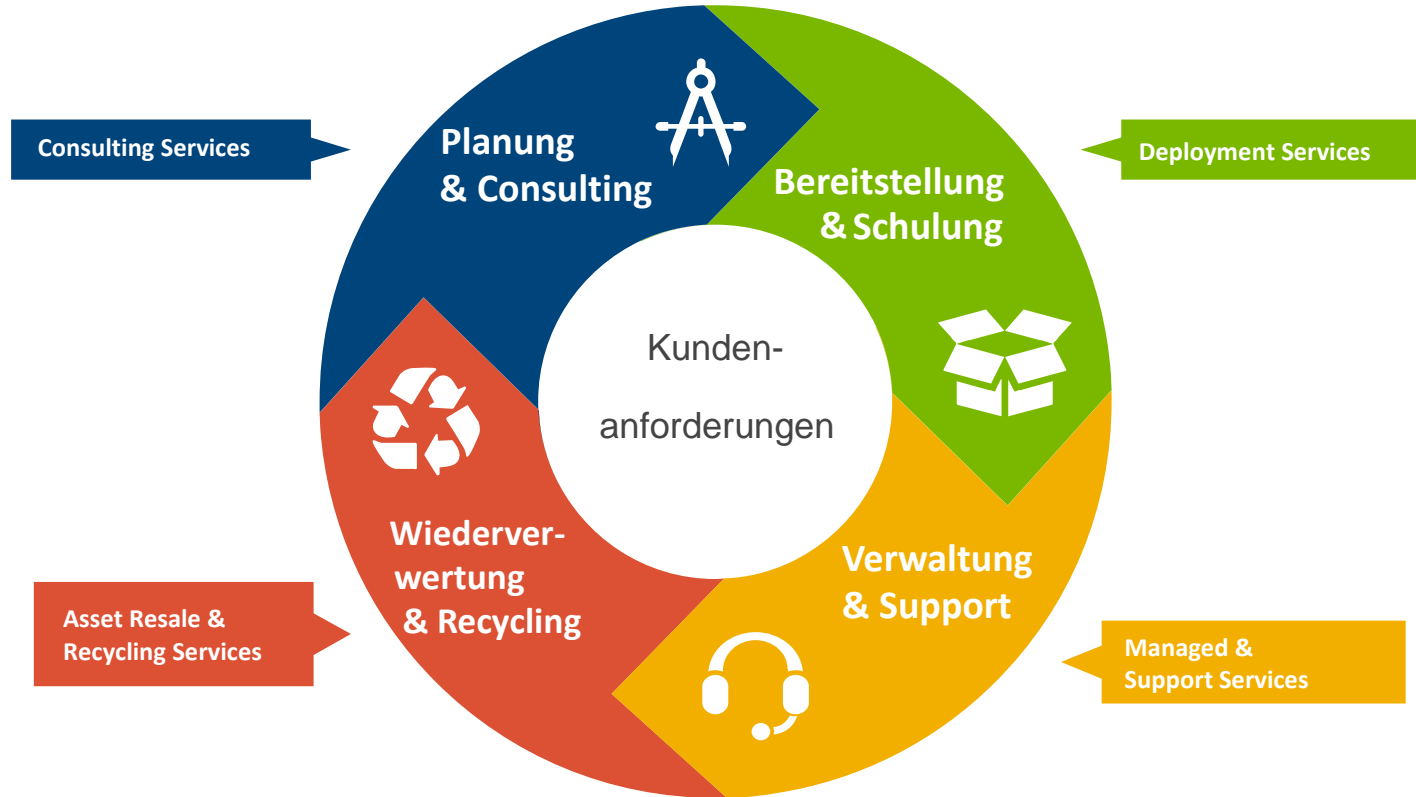 Consulting Services
Planung
& Consulting
Bereitstellung
& Schulung
Deployment Services
Kunden-
anforderungen
Wiederver-
wertung
& Recycling
Verwaltung
& Support
Asset Resale &
Recycling Services
Managed &
Support Services